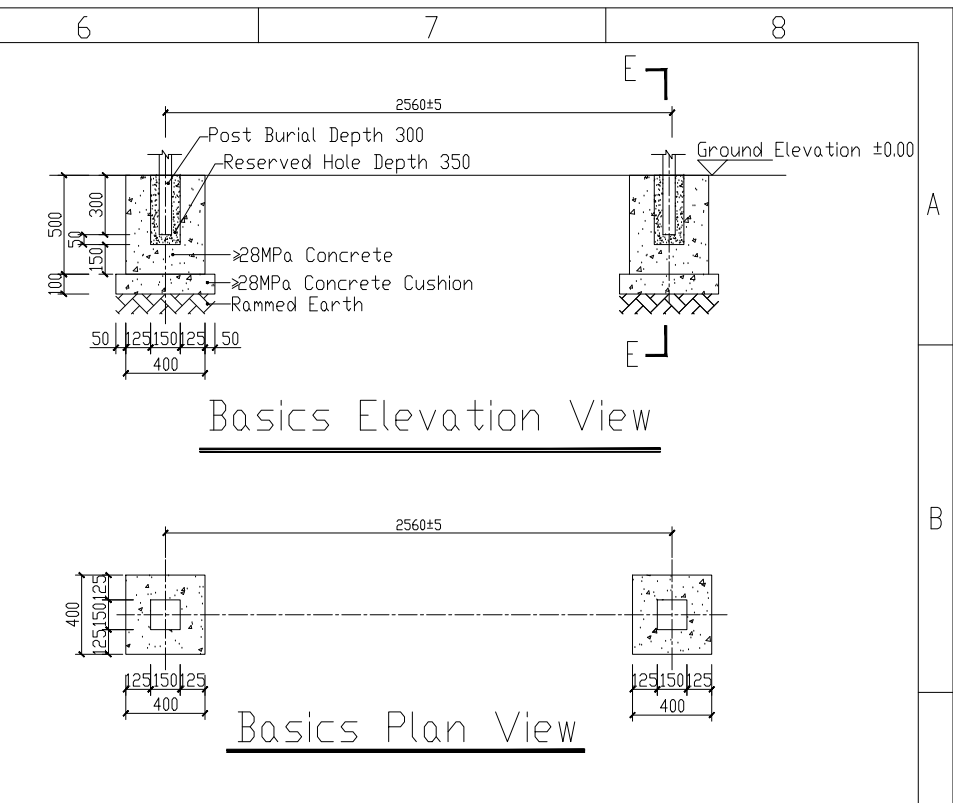 6 7 8
E
2560±5
Post Burial Depth 300
Ground Elevation ±0.00
Reserved Hole Depth 350
A
500
300
50
150
100
≥28MPa Concrete
≥28MPa Concrete Cushion
Rammed Earth
50 125 150 125 50
E
400
Basics Elevation View
2560±5
B
400
125
150
125
125 150 125 125 150 125
400 400
Basics Plan View